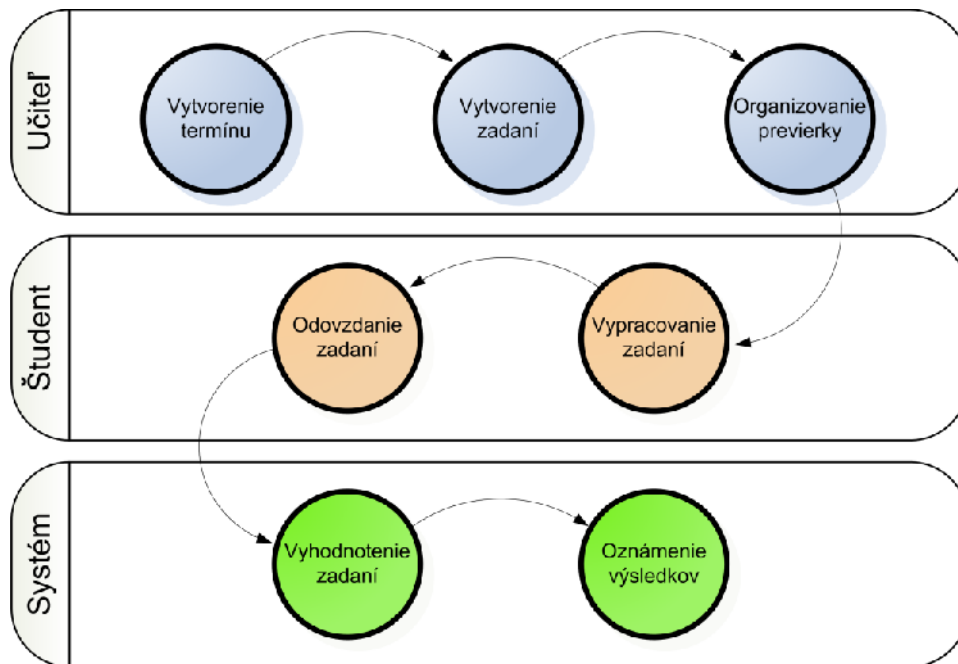 Učiteľ
Vytvorenie
termínu
Vytvorenie
zadaní
Organizovanie
previerky
Študent
Odovzdanie
zadaní
Vypracovanie
zadaní
Systém
Vyhodnotenie
zadaní
Oznámenie
výsledkov